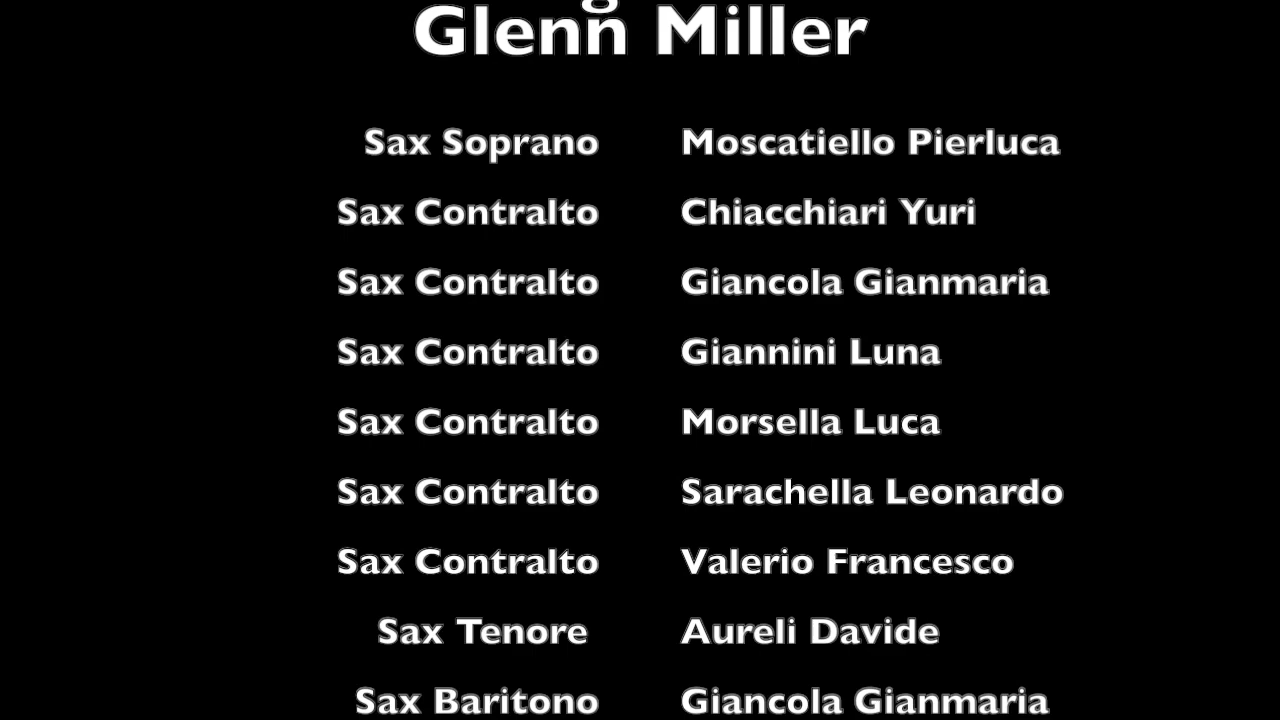 Glenn Miller
Sax Soprano Moscatiello Pierluca
Sax Contralto Chiacchiari Yuri
Sax Contralto Giancola Gianmaria
Sax Contralto Giannini Luna
Sax Contralto Morsella Luca
Sax Contralto Sarachella Leonardo
Sax Contralto Valerio Francesco
Sax Tenore Aureli Davide
Sax Baritono Giancola Gianmaria